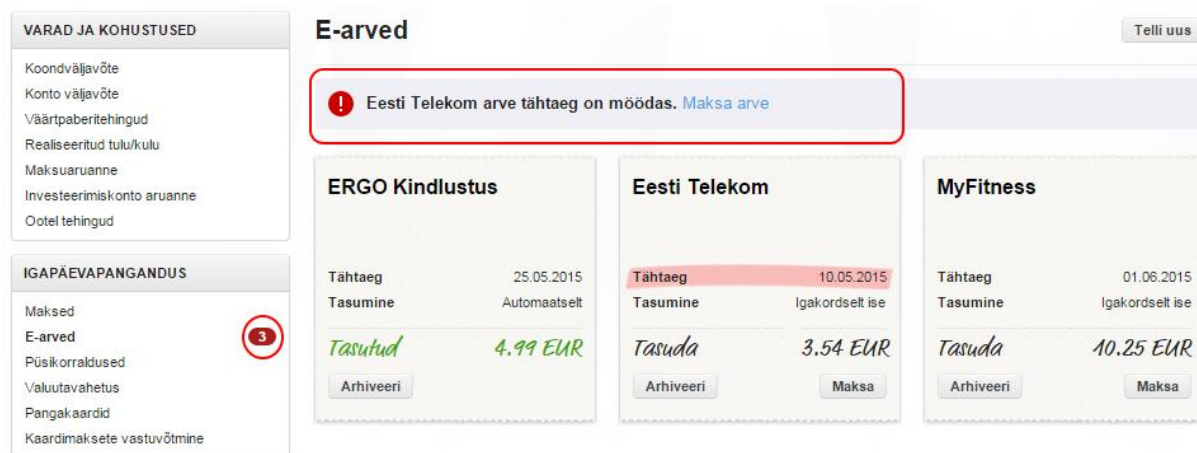 VARAD JA KOHUSTUSED
Koondväljavõte
Konto väljavõte
Väärtpaberitehingud
Realiseeritud tulu/kulu
Maksuaruanne
Investeerimiskonto aruanne
Ootel tehingud
IGAPÄEVAPANGANDUS
Maksed
E-arved 3
Püsikorraldused
Valuutavahetus
Pangakaardid
Kaardimaksete vastuvõtmine
E-arved
Telli uus
Eesti Telekom arve tähtaeg on möödas. Maksa arve
ERGO Kindlustus
Tähtaeg 25.05.2015
Tasumine Automaatselt
Tasutud 4.99 EUR
Arhiveeri
Eesti Telekom
Tähtaeg 10.05.2015
Tasumine Igakordselt ise
Tasuda 3.54 EUR
Arhiveeri Maksa
MyFitness
Tähtaeg 01.06.2015
Tasumine Igakordselt ise
Tasuda 10.25 EUR
Arhiveeri Maksa